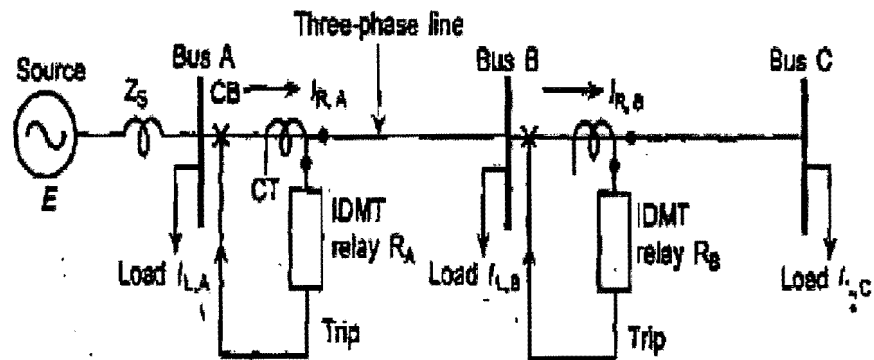 Three-phase line
Source
Bus A
Bus B
Bus C
Z_S
CB
I_R,A
I_R,B
E
CT
IDMT
relay R_A
IDMT
relay R_B
Load I_L,A
Load I_L,B
Load I_L,C
Trip
Trip